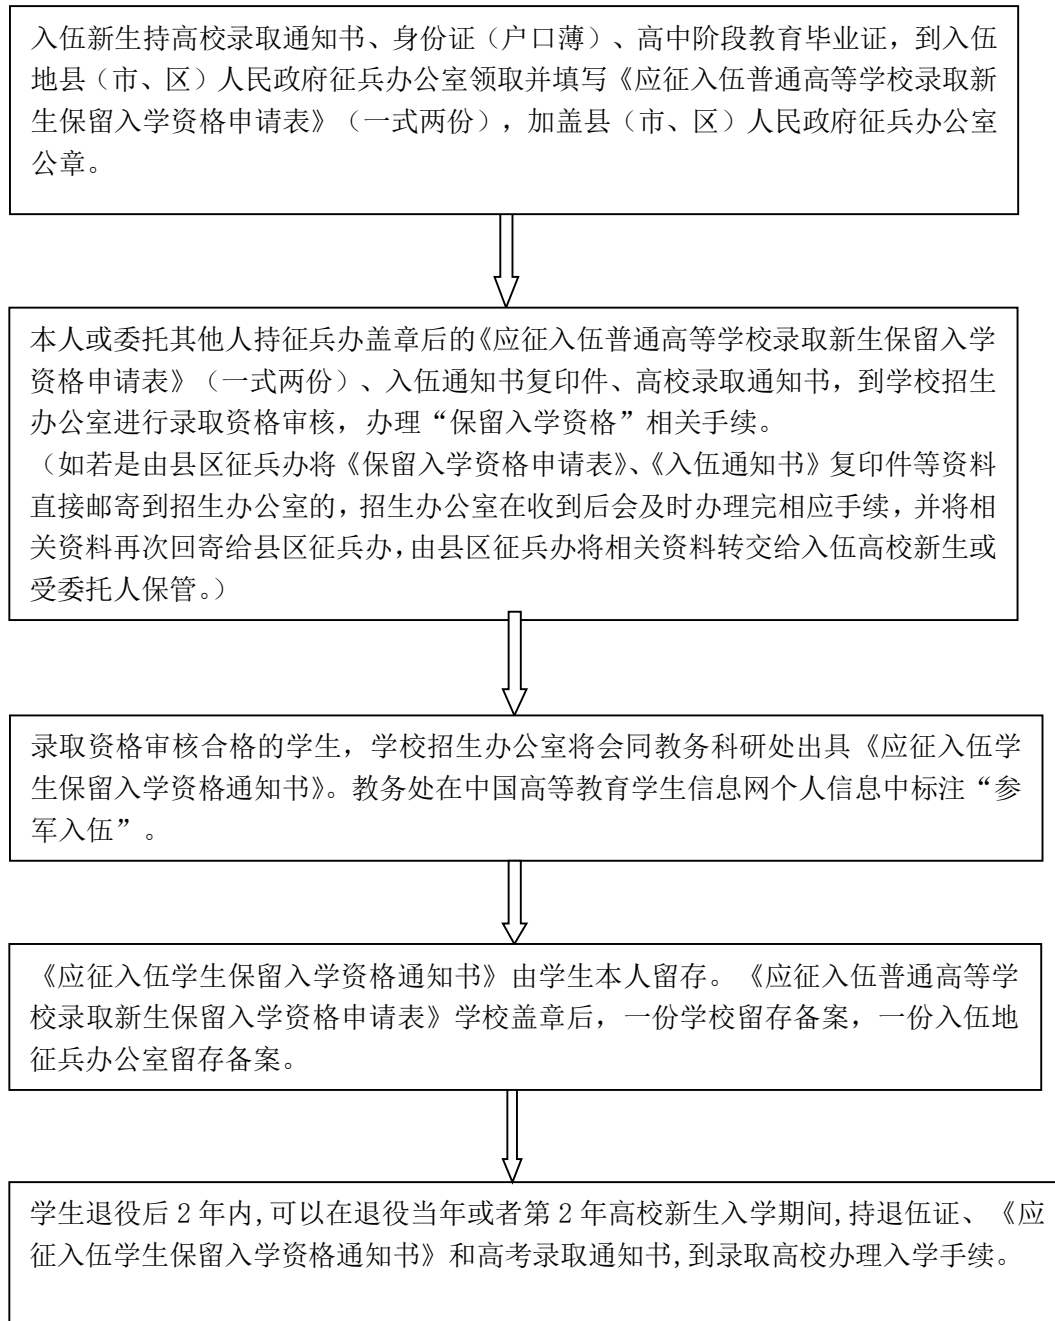 入伍新生持高校录取通知书、身份证（户口薄）、高中阶段教育毕业证，到入伍
地县（市、区）人民政府征兵办公室领取并填写《应征入伍普通高等学校录取新
生保留入学资格申请表》（一式两份），加盖县（市、区）人民政府征兵办公室
公章。
本人或委托其他人持征兵办盖章后的《应征入伍普通高等学校录取新生保留入学
资格申请表》（一式两份）、入伍通知书复印件、高校录取通知书，到学校招生
办公室进行录取资格审核，办理“保留入学资格”相关手续。
（如若是由县区征兵办将《保留入学资格申请表》、《入伍通知书》复印件等资料
直接邮寄到招生办公室的，招生办公室在收到后会及时办理完相应手续，并将相
关资料再次回寄给县区征兵办，由县区征兵办将相关资料转交给入伍高校新生或
受委托人保管。）
录取资格审核合格的学生，学校招生办公室将会同教务科研处出具《应征入伍学
生保留入学资格通知书》。教务处在中国高等教育学生信息网个人信息中标注“参
军入伍”。
《应征入伍学生保留入学资格通知书》由学生本人留存。《应征入伍普通高等学
校录取新生保留入学资格申请表》学校盖章后，一份学校留存备案，一份入伍地
征兵办公室留存备案。
学生退役后 2 年内,可以在退役当年或者第 2 年高校新生入学期间,持退伍证、《应
征入伍学生保留入学资格通知书》和高考录取通知书,到录取高校办理入学手续。